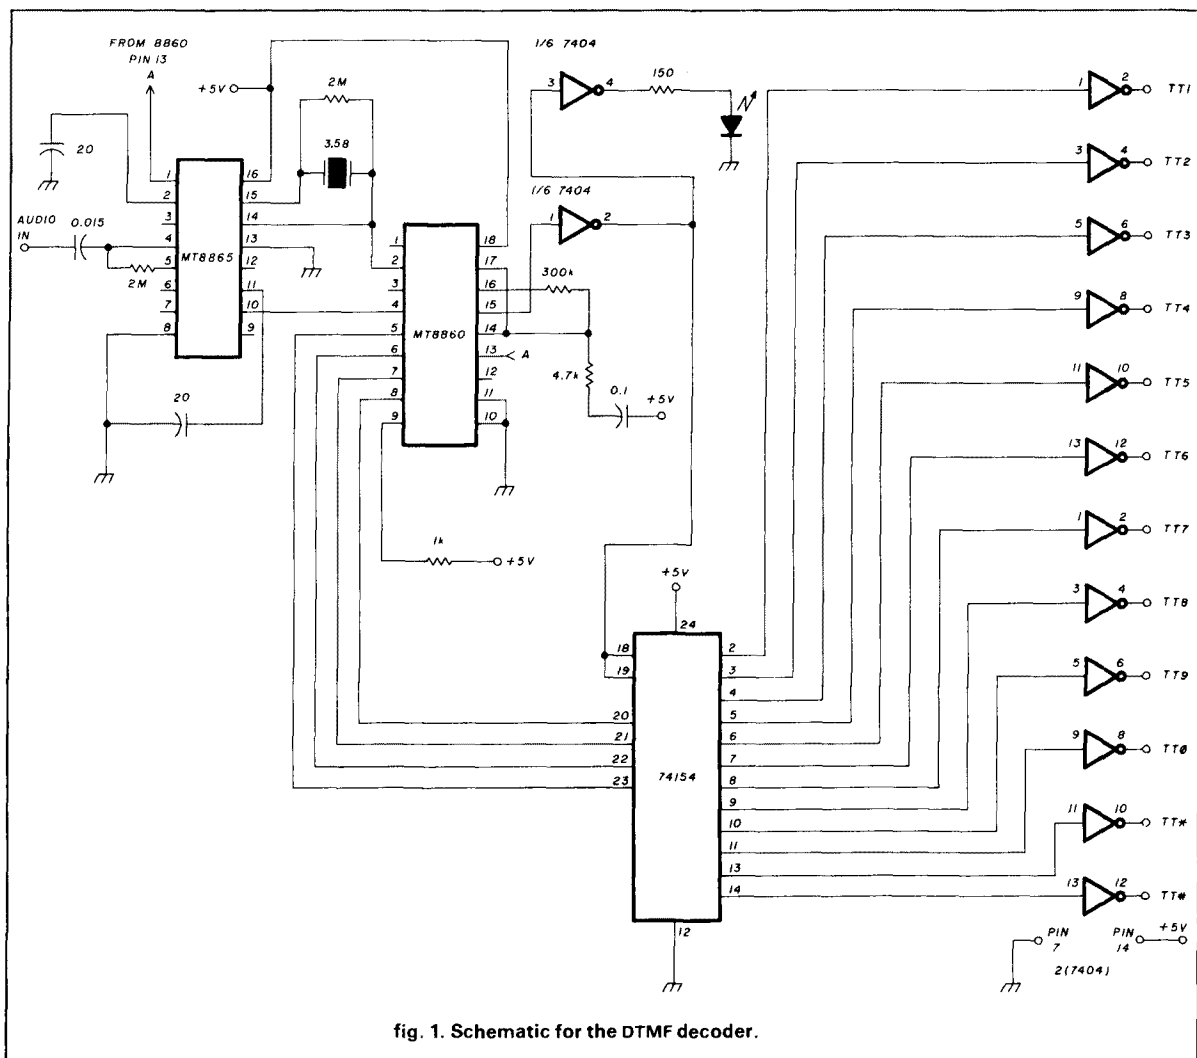 FROM 8860
PIN 13
A
+5V
2M
3.58
20
1
2
3
4
5
6
7
8
16
15
14
13
12
11
10
9
MT8865
AUDIO
IN
0.015
2M
20
1/6 7404
3
4
150
1/6 7404
1
2
1
2
3
4
5
6
7
8
9
18
17
16
15
14
13
12
11
10
MT8860
A
300k
4.7k
0.1
+5V
1k
+5V
+5V
24
18
19
20
21
22
23
74154
2
3
4
5
6
7
8
9
10
11
13
14
12
1
2
TT1
3
4
TT2
5
6
TT3
9
8
TT4
11
10
TT5
13
12
TT6
1
2
TT7
3
4
TT8
5
6
TT9
9
8
TTØ
11
10
TT*
13
12
TT#
PIN
7
PIN
14
+5V
2(7404)
fig. 1. Schematic for the DTMF decoder.